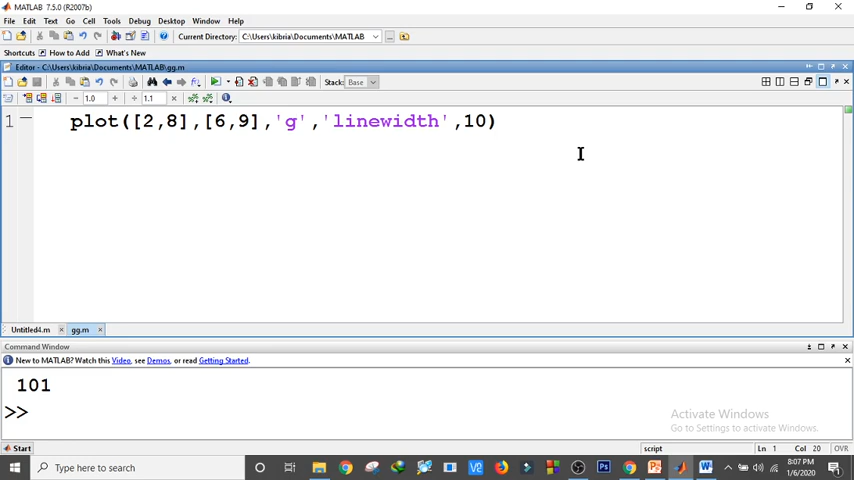 MATLAB 7.5.0 (R2007b)
File Edit Text Go Cell Tools Debug Desktop Window Help
Current Directory: C:\Users\kibria\Documents\MATLAB ...
Shortcuts How to Add What's New
Editor - C:\Users\kibria\Documents\MATLAB\gg.m
Stack: Base
− 1.0 + ÷ 1.1 ×
1 plot([2,8],[6,9],'g','linewidth',10)
Untitled4.m × gg.m ×
Command Window
New to MATLAB? Watch this Video, see Demos, or read Getting Started.
101
>>
Activate Windows
Go to Settings to activate Windows.
Start script Ln 1 Col 20 OVR
Type here to search
8:07 PM
1/6/2020